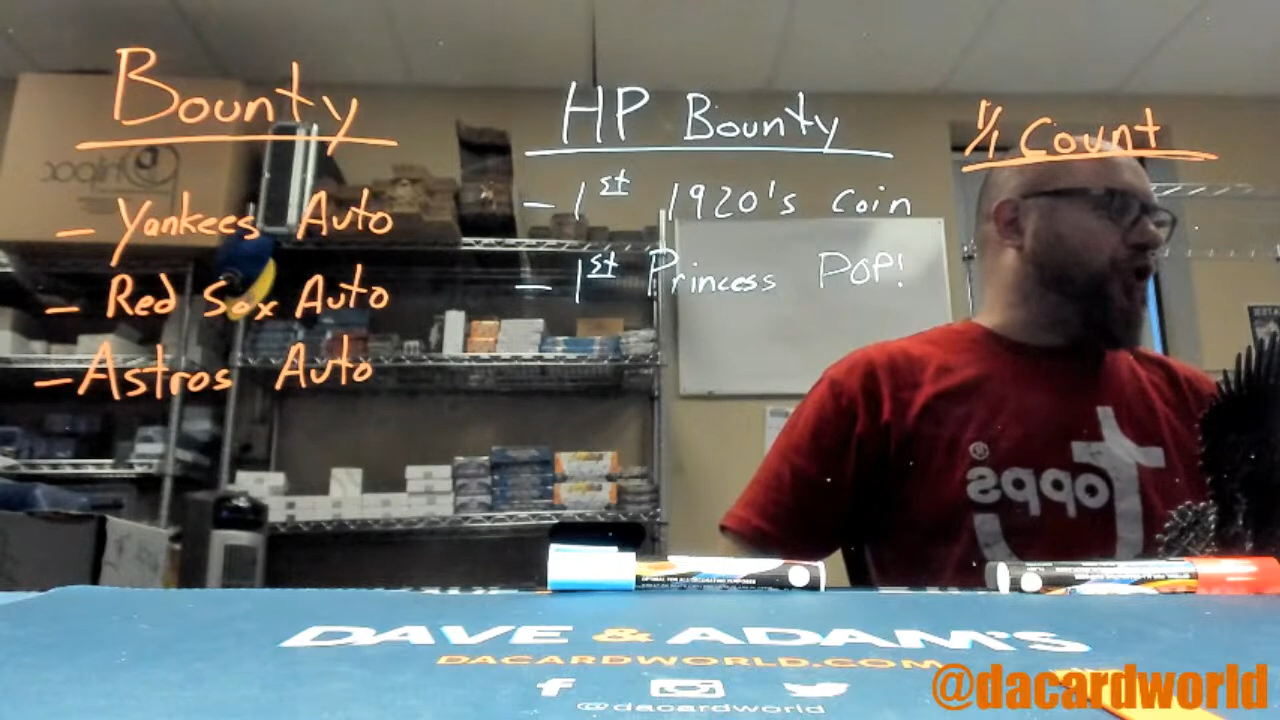 Bounty
- Yankees Auto
- Red Sox Auto
- Astros Auto
HP Bounty
- 1st 1920's coin
- 1st Princess POP!
1/1 Count
topps®
DAVE & ADAM'S
DACARDWORLD.COM
@dacardworld
@dacardworld